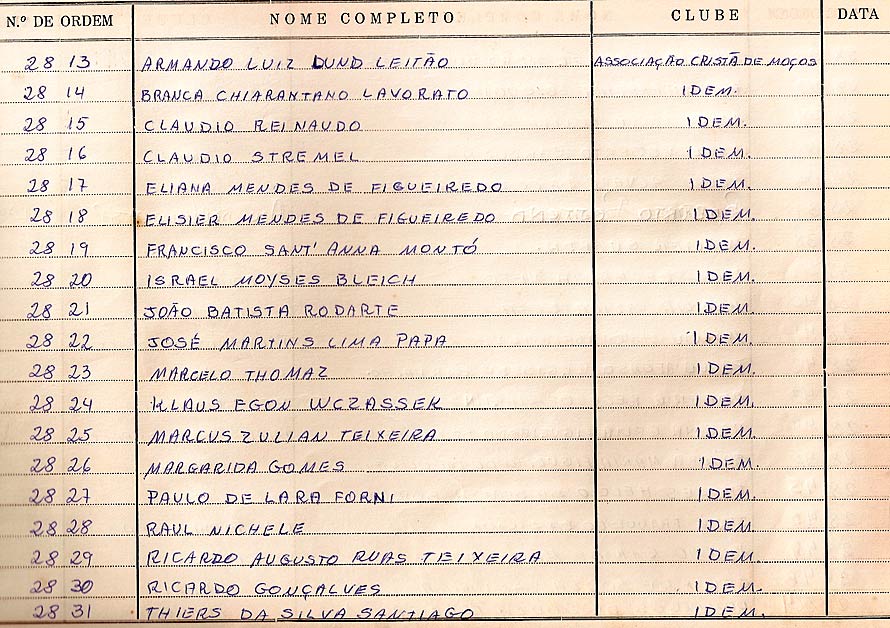 N.º DE ORDEM NOME COMPLETO CLUBE DATA
28 13 ARMANDO LUIZ LUND LEITÃO ASSOCIAÇÃO CRISTÃ DE MOÇOS
28 14 BRANCA CHIARANTANO LAVORATO IDEM.
28 15 CLAUDIO REINAUDO IDEM.
28 16 CLAUDIO STREMEL IDEM.
28 17 ELIANA MENDES DE FIGUEIREDO IDEM.
28 18 ELISIER MENDES DE FIGUEIREDO IDEM.
28 19 FRANCISCO SANT'ANNA MONTÓ IDEM.
28 20 ISRAEL MOYSES BLEICH IDEM.
28 21 JOÃO BATISTA RODARTE IDEM.
28 22 JOSÉ MARTINS LIMA PAPA IDEM.
28 23 MARCELO THOMAZ IDEM.
28 24 KLAUS EGON WCZASSEK IDEM.
28 25 MARCUS ZULIAN TEIXEIRA IDEM.
28 26 MARGARIDA GOMES IDEM.
28 27 PAULO DE LARA FORNI IDEM.
28 28 RAUL NICHELE IDEM.
28 29 RICARDO AUGUSTO RUAS TEIXEIRA IDEM
28 30 RICARDO GONÇALVES IDEM.
28 31 THIERS DA SILVA SANTIAGO IDEM.